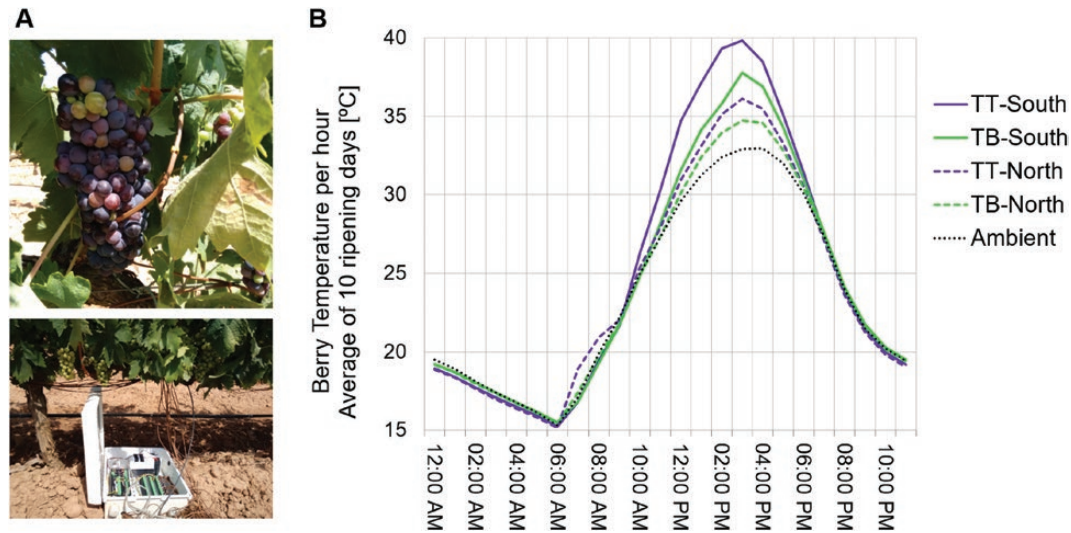 A
B
Berry Temperature per hour
Average of 10 ripening days [ºC]
40
35
30
25
20
15
12:00 AM
02:00 AM
04:00 AM
06:00 AM
08:00 AM
10:00 AM
12:00 PM
02:00 PM
04:00 PM
06:00 PM
08:00 PM
10:00 PM
TT-South
TB-South
TT-North
TB-North
Ambient